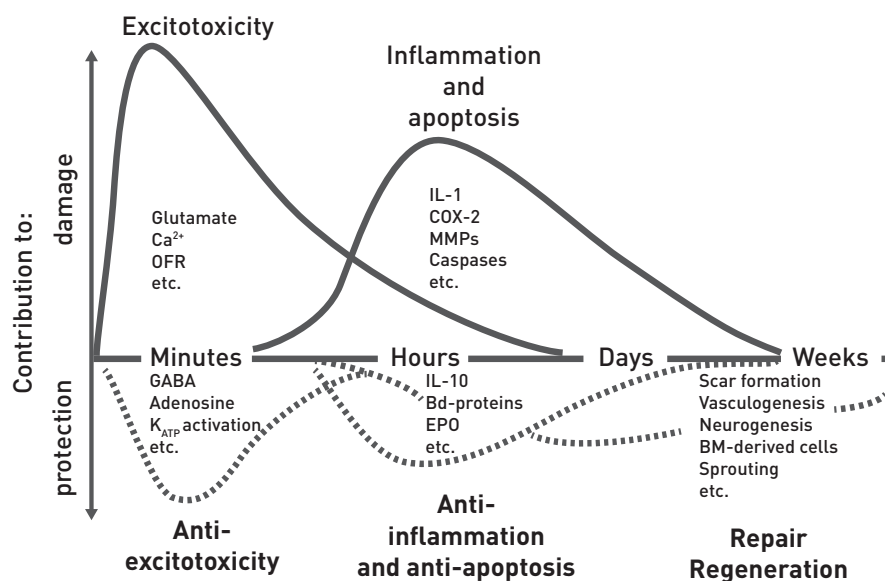 Excitotoxicity
Inflammation
and
apoptosis
Contribution to:
damage
protection
Glutamate
Ca²⁺
OFR
etc.
IL-1
COX-2
MMPs
Caspases
etc.
Minutes
Hours
Days
Weeks
GABA
Adenosine
K_ATP activation
etc.
IL-10
Bd-proteins
EPO
etc.
Scar formation
Vasculogenesis
Neurogenesis
BM-derived cells
Sprouting
etc.
Anti-
excitotoxicity
Anti-
inflammation
and anti-apoptosis
Repair
Regeneration